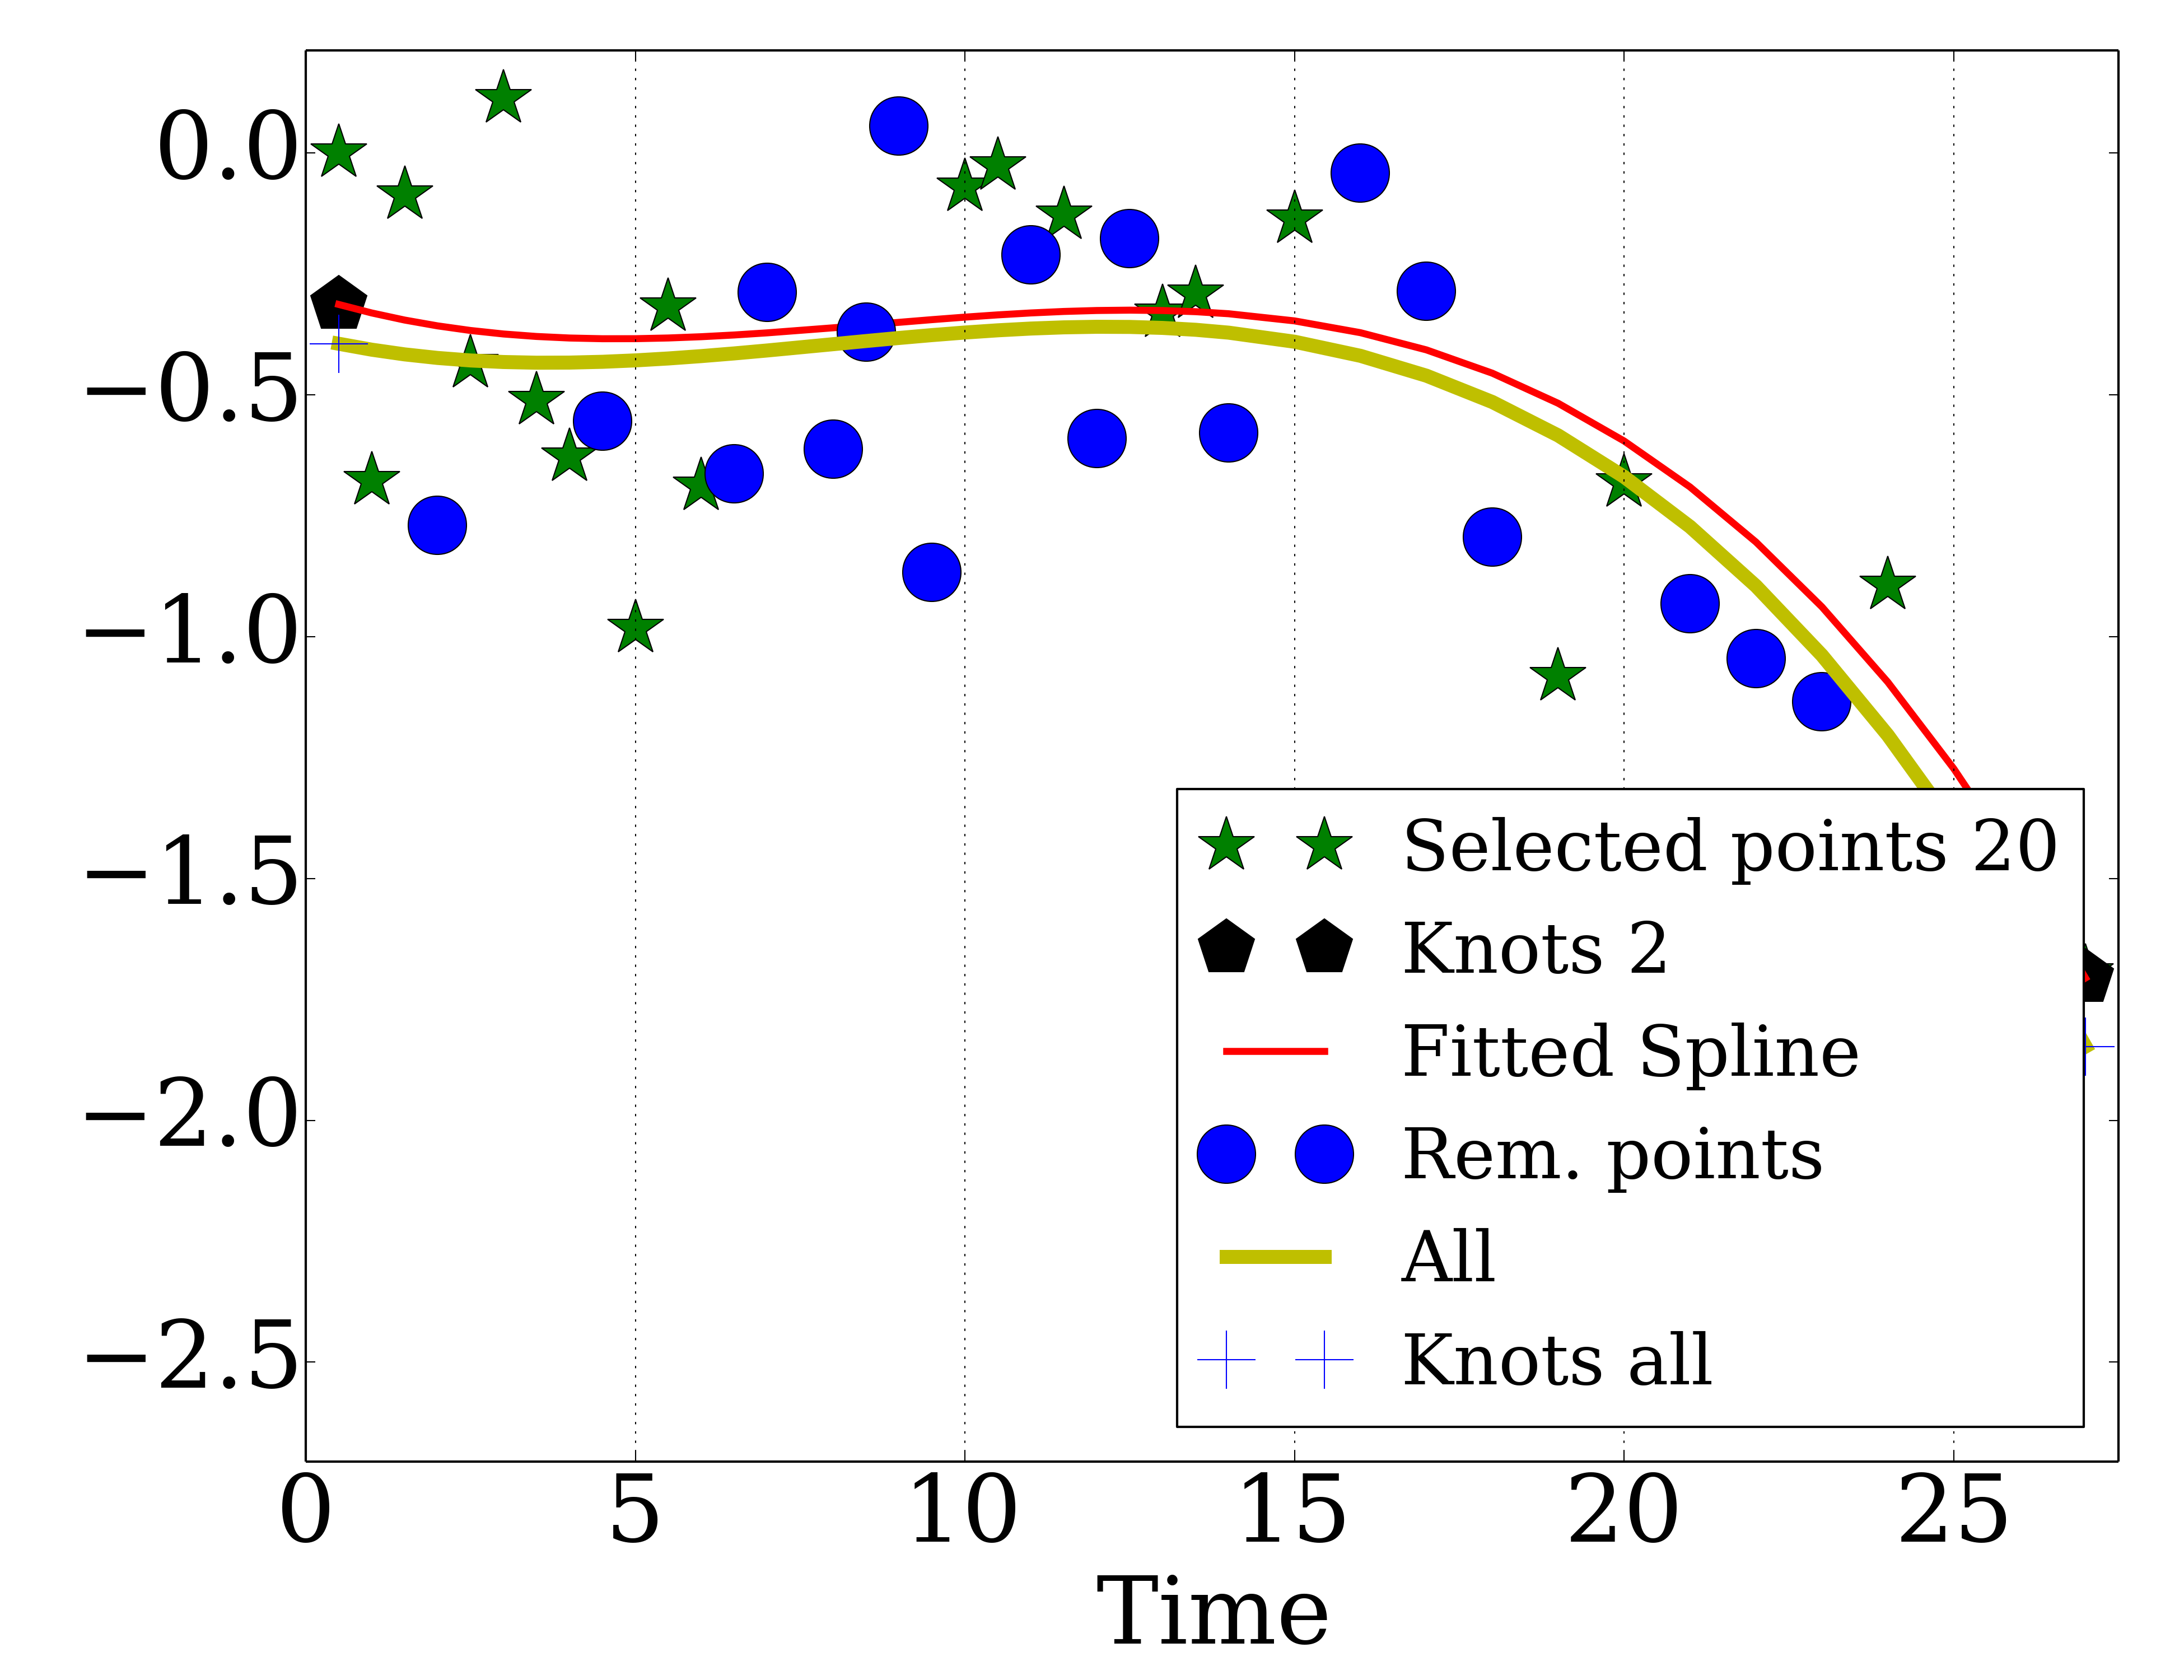 0.0
−0.5
−1.0
−1.5
−2.0
−2.5
0 5 10 15 20 25
Time
Selected points 20
Knots 2
Fitted Spline
Rem. points
All
Knots all